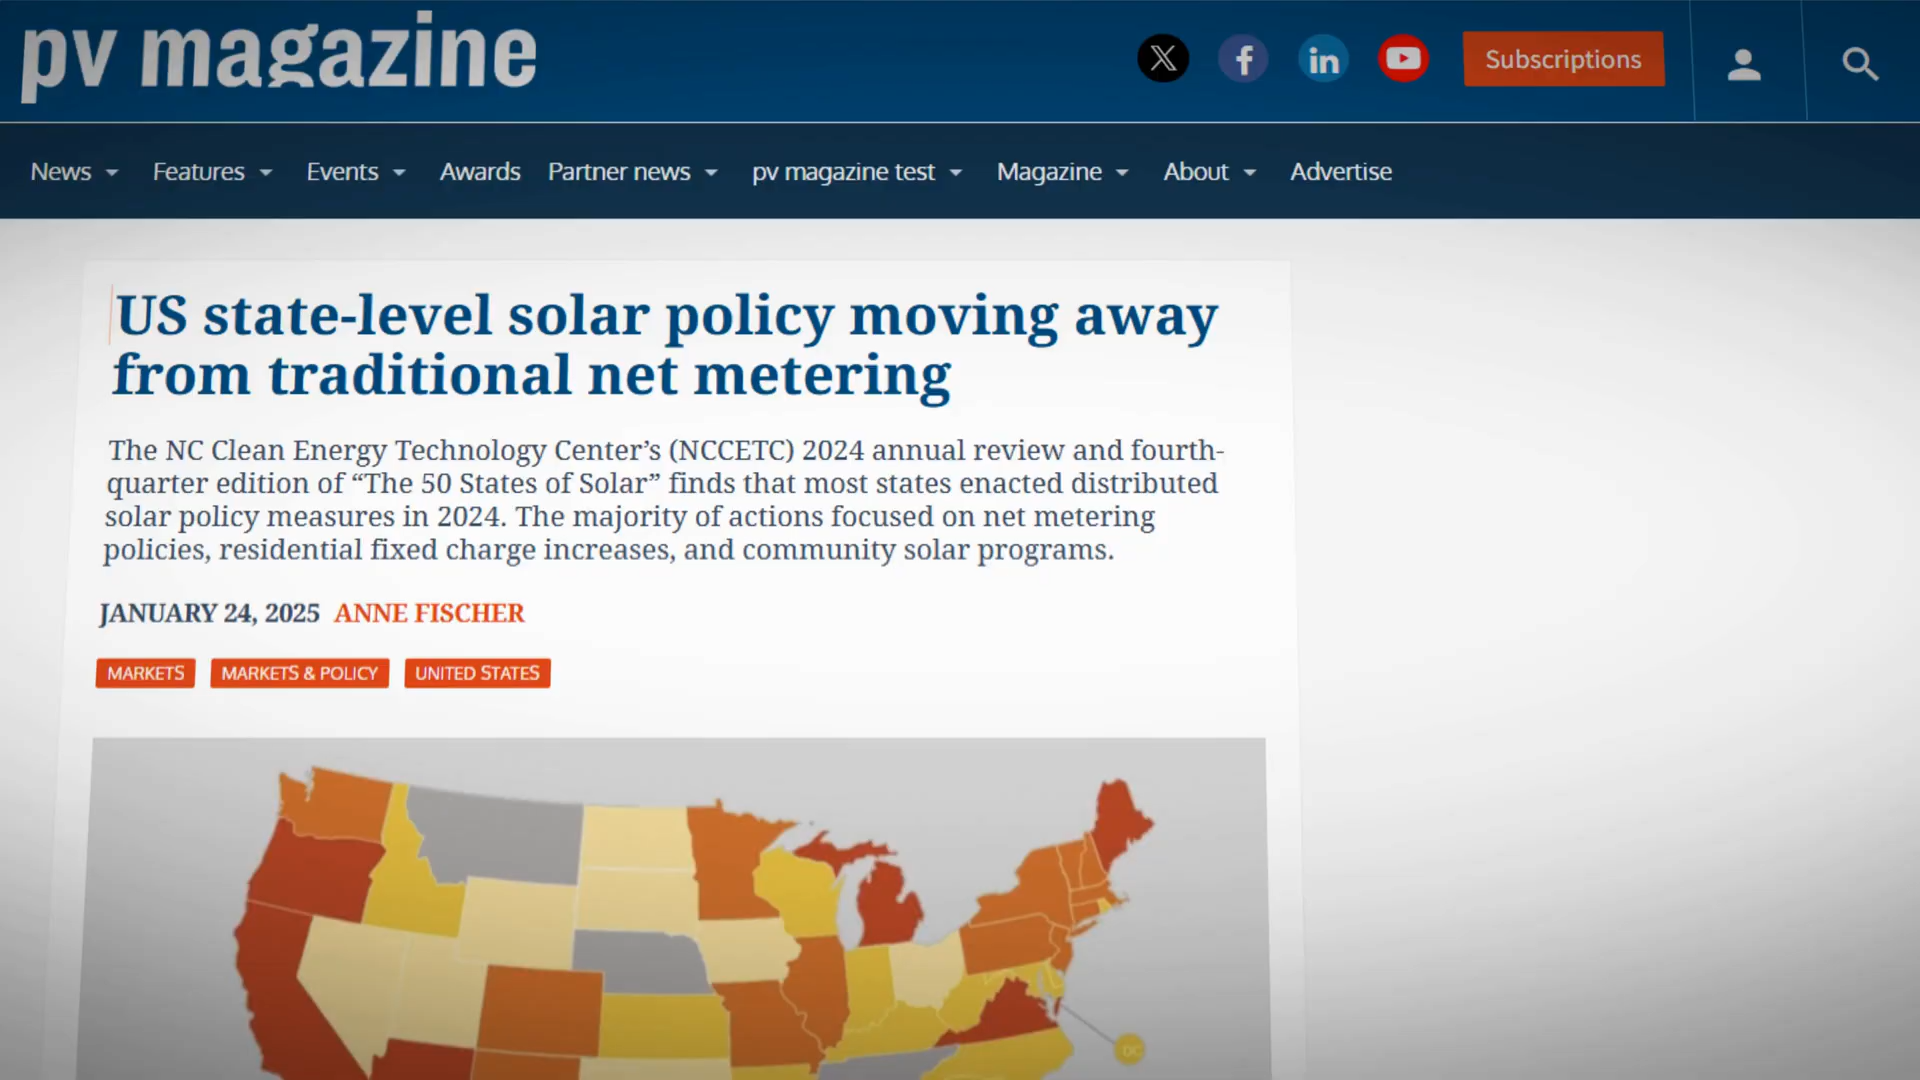 pv magazine
Subscriptions
News Features Events Awards Partner news pv magazine test Magazine About Advertise
US state-level solar policy moving away
from traditional net metering
The NC Clean Energy Technology Center’s (NCCETC) 2024 annual review and fourth-
quarter edition of “The 50 States of Solar” finds that most states enacted distributed
solar policy measures in 2024. The majority of actions focused on net metering
policies, residential fixed charge increases, and community solar programs.
JANUARY 24, 2025 ANNE FISCHER
MARKETS MARKETS & POLICY UNITED STATES
DC